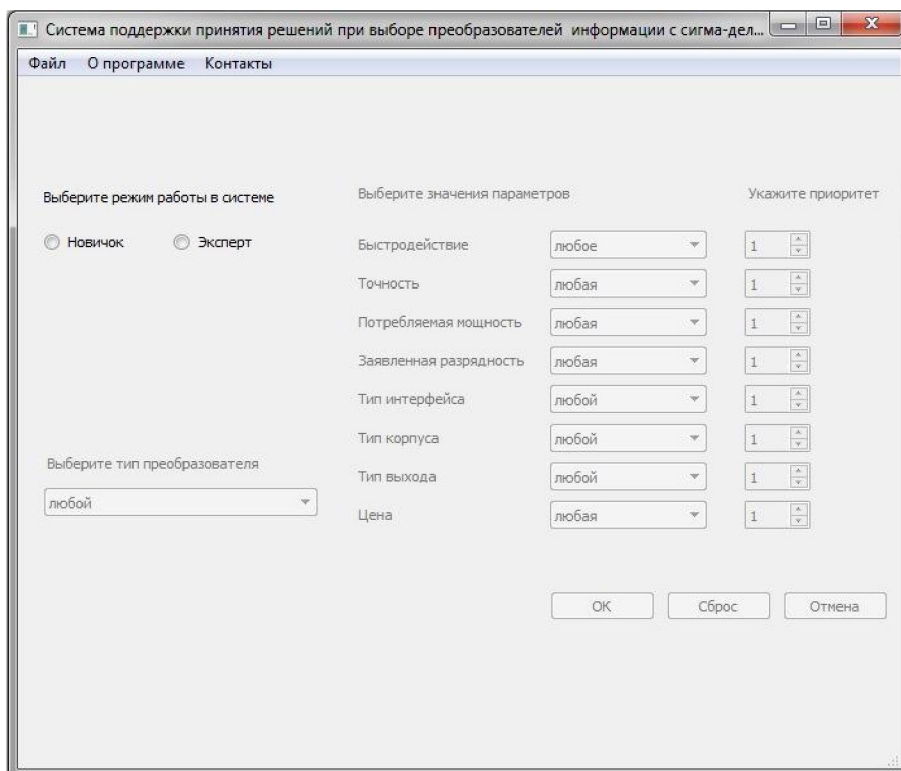 Система поддержки принятия решений при выборе преобразователей информации с сигма-дел...
Файл О программе Контакты
Выберите режим работы в системе
Выберите значения параметров
Укажите приоритет
Новичок Эксперт
Быстродействие любое 1
Точность любая 1
Потребляемая мощность любая 1
Заявленная разрядность любая 1
Тип интерфейса любой 1
Тип корпуса любой 1
Выберите тип преобразователя
Тип выхода любой 1
любой
Цена любая 1
OK Сброс Отмена